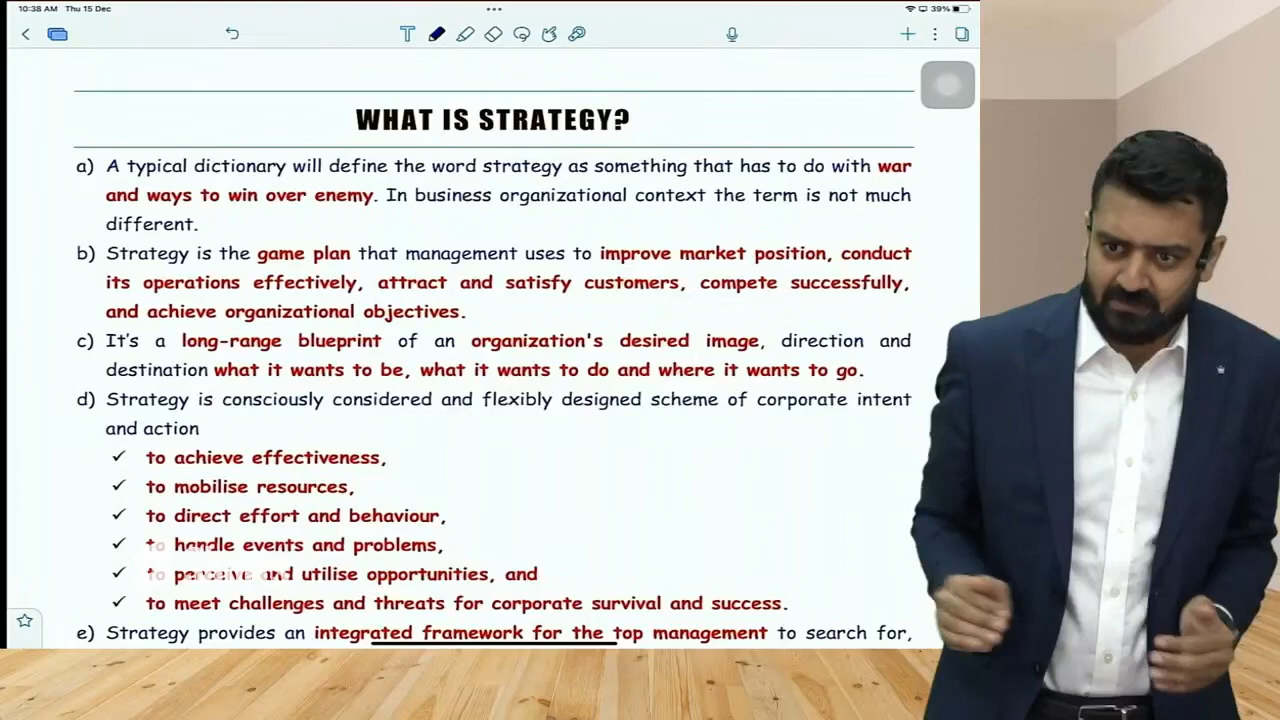 10:38 AM Thu 15 Dec
39%
WHAT IS STRATEGY?
a) A typical dictionary will define the word strategy as something that has to do with war
and ways to win over enemy. In business organizational context the term is not much
different.
b) Strategy is the game plan that management uses to improve market position, conduct
its operations effectively, attract and satisfy customers, compete successfully,
and achieve organizational objectives.
c) It's a long-range blueprint of an organization's desired image, direction and
destination what it wants to be, what it wants to do and where it wants to go.
d) Strategy is consciously considered and flexibly designed scheme of corporate intent
and action
✓ to achieve effectiveness,
✓ to mobilise resources,
✓ to direct effort and behaviour,
✓ to handle events and problems,
✓ to perceive and utilise opportunities, and
✓ to meet challenges and threats for corporate survival and success.
e) Strategy provides an integrated framework for the top management to search for,